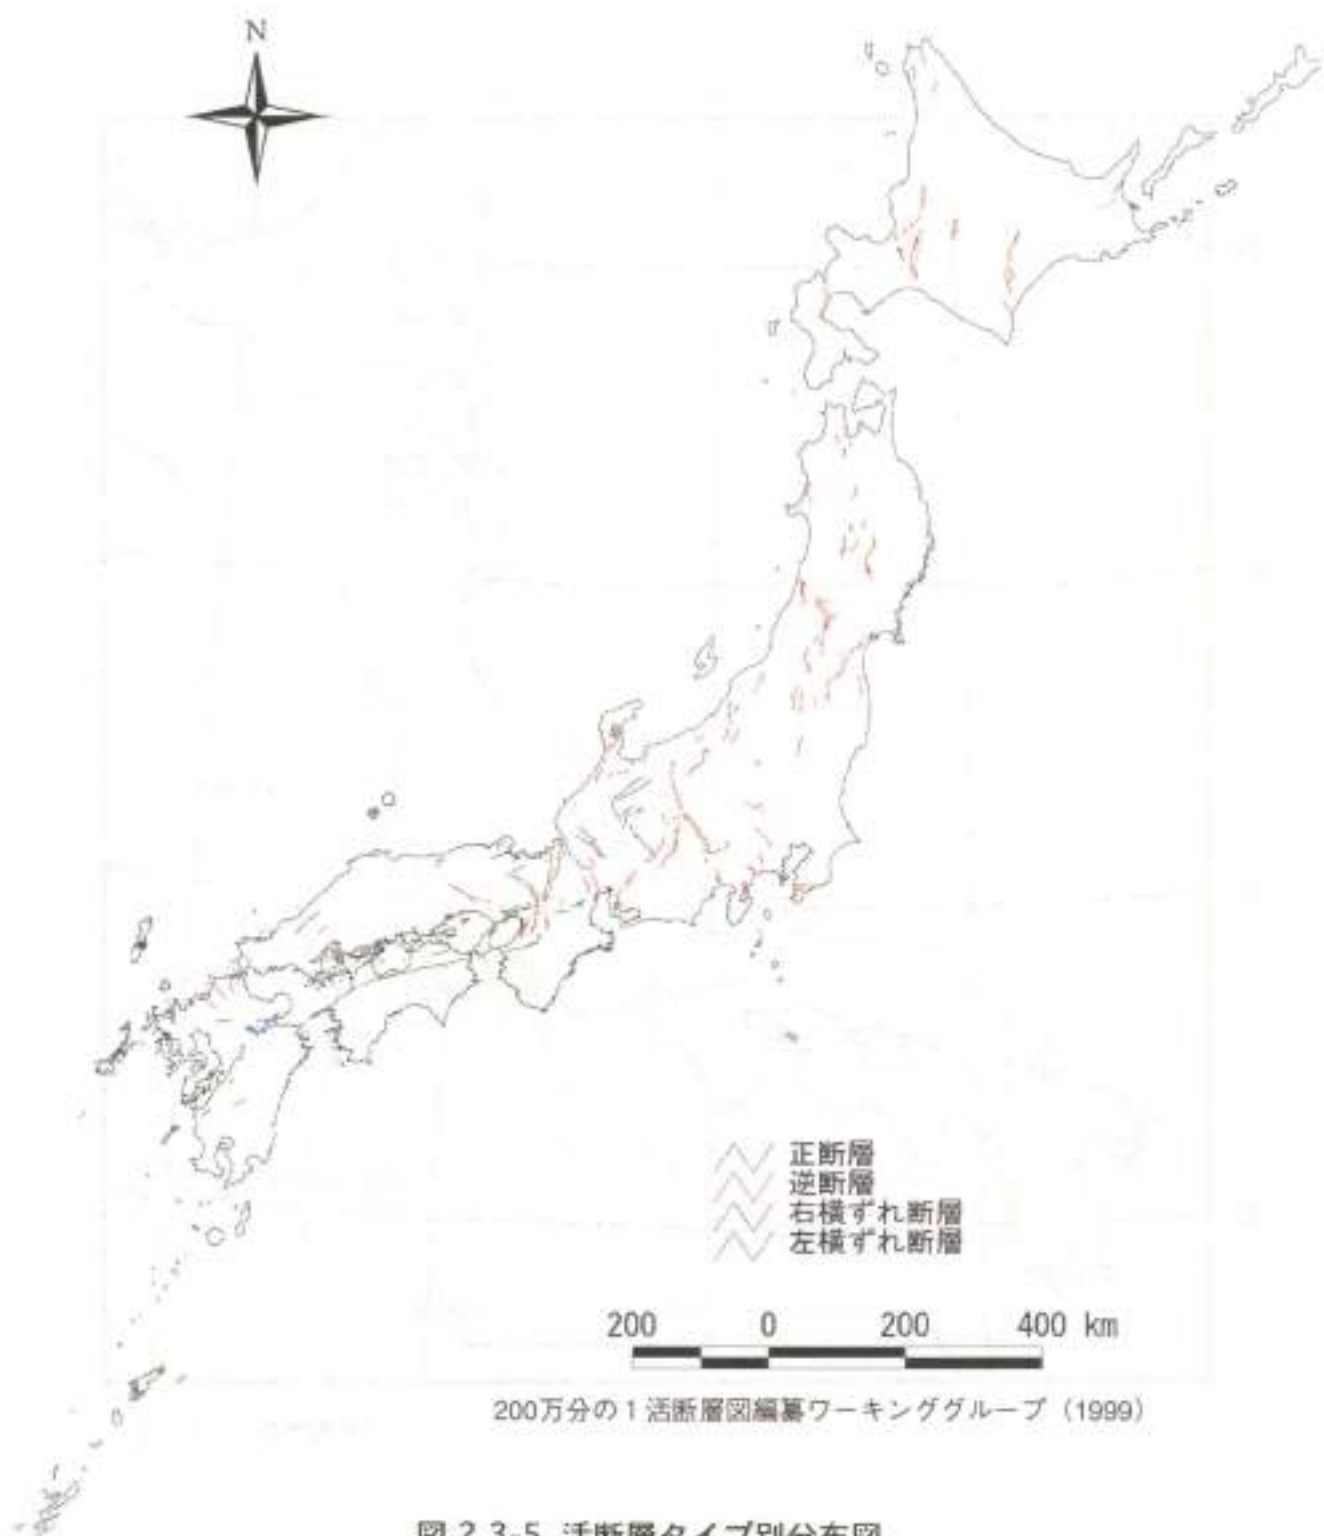 N
正断層
逆断層
右横ずれ断層
左横ずれ断層
200 0 200 400 km
200万分の1活断層図編纂ワーキンググループ（1999）
図 2.3-5 活断層タイプ別分布図